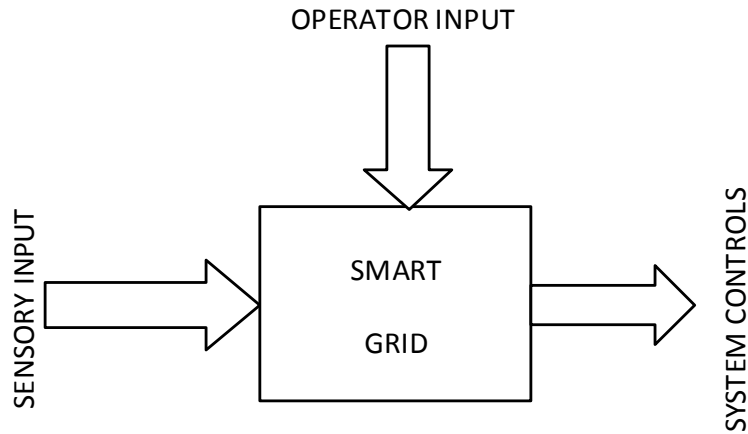 OPERATOR INPUT
SENSORY INPUT
SMART
GRID
SYSTEM CONTROLS